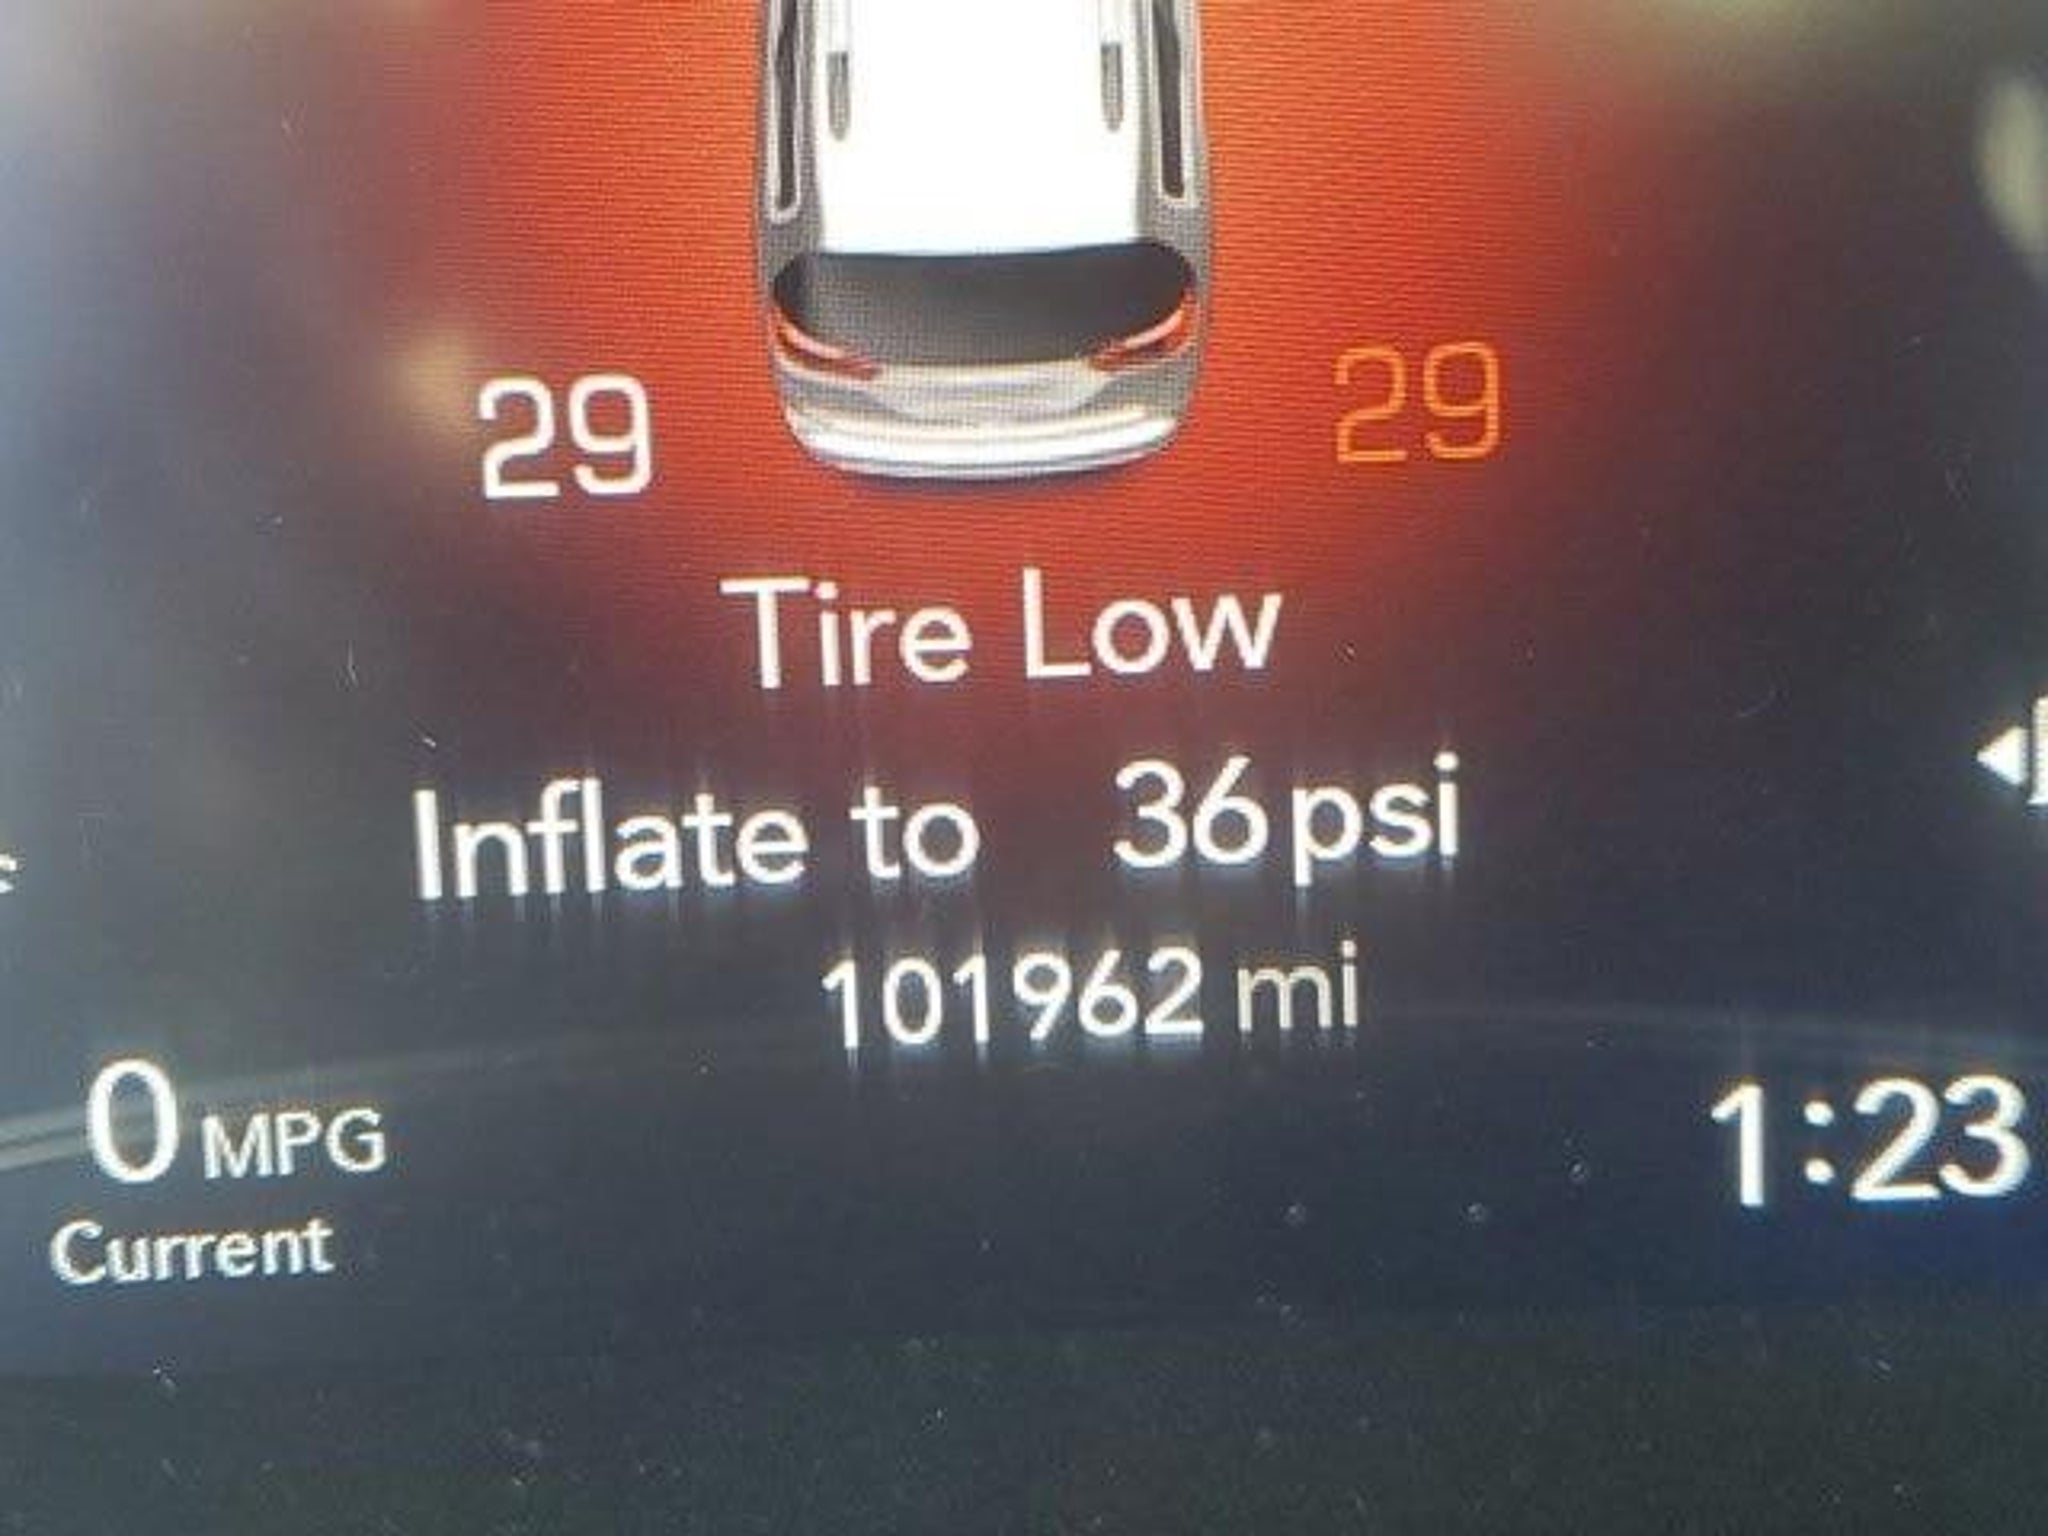 29 29
Tire Low
Inflate to 36 psi
101962 mi
0 MPG
1:23
Current